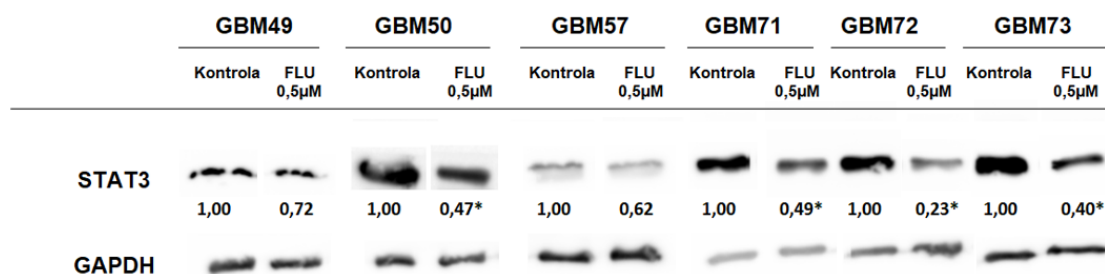 GBM49 GBM50 GBM57 GBM71 GBM72 GBM73
Kontrola FLU Kontrola FLU Kontrola FLU Kontrola FLU Kontrola FLU Kontrola FLU
0,5µM 0,5µM 0,5µM 0,5µM 0,5µM 0,5µM
STAT3
1,00 0,72 1,00 0,47* 1,00 0,62 1,00 0,49* 1,00 0,23* 1,00 0,40*
GAPDH